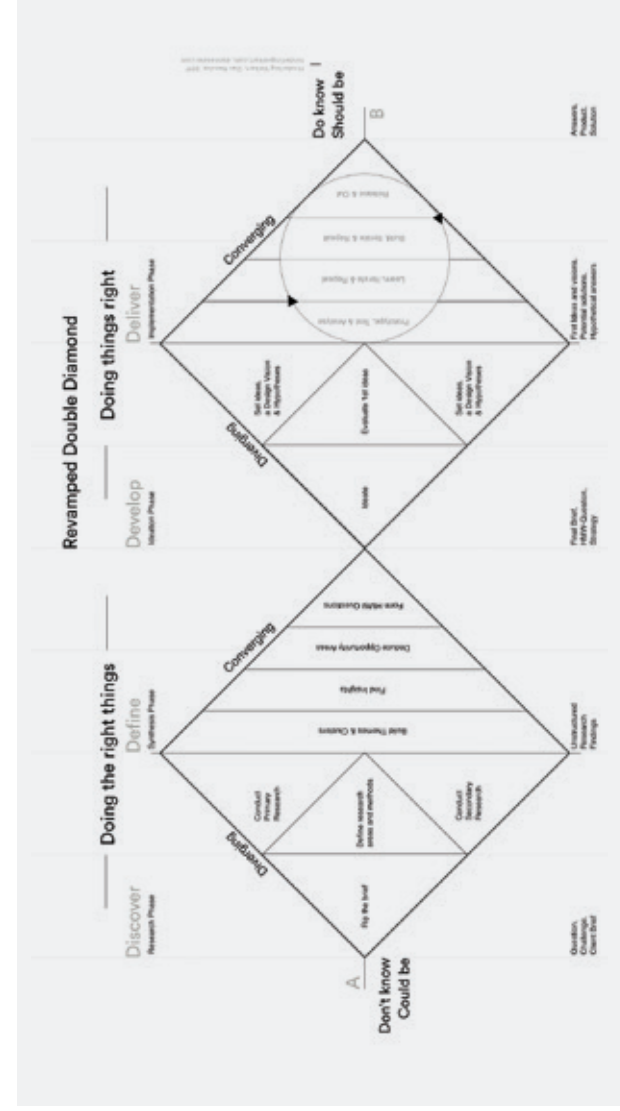 Revamped Double Diamond
Doing the right things
Doing things right
Discover
Research Phase
Define
Synthesis Phase
Develop
Ideation Phase
Deliver
Implementation Phase
Diverging
Converging
Diverging
Converging
A
Don't know
Could be
Do know
Should be
B
Flip the brief
Conduct
Primary
Research
Define research
areas and methods
Conduct
Secondary
Research
Build Themes & Clusters
Find Insights
Deduce Opportunity Areas
Form HMW Questions
Ideate
Set ideas,
a Design Vision
& Hypotheses
Evaluate 1st ideas
Set ideas,
a Design Vision
& Hypotheses
Prototype, Test & Analyse
Learn, Iterate & Repeat
Build, Iterate & Repeat
Release & Out
Question,
Challenge,
Client Brief
Unstructured
Research
Findings
Final Brief,
HMW-Question,
Strategy
First Ideas and visions,
Potential solutions,
Hypothetical answers
Answers,
Product,
Solution